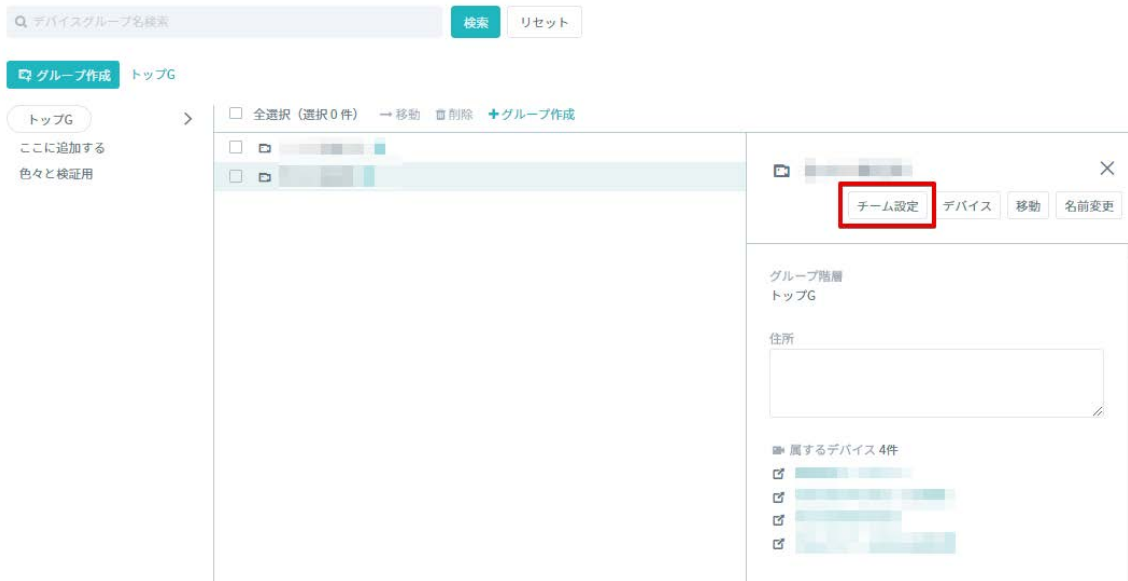 デバイスグループ名検索
検索
リセット
グループ作成
トップG
トップG
ここに追加する
色々と検証用
全選択（選択0件） →移動 削除 +グループ作成
チーム設定
デバイス
移動
名前変更
グループ階層
トップG
住所
属するデバイス 4件